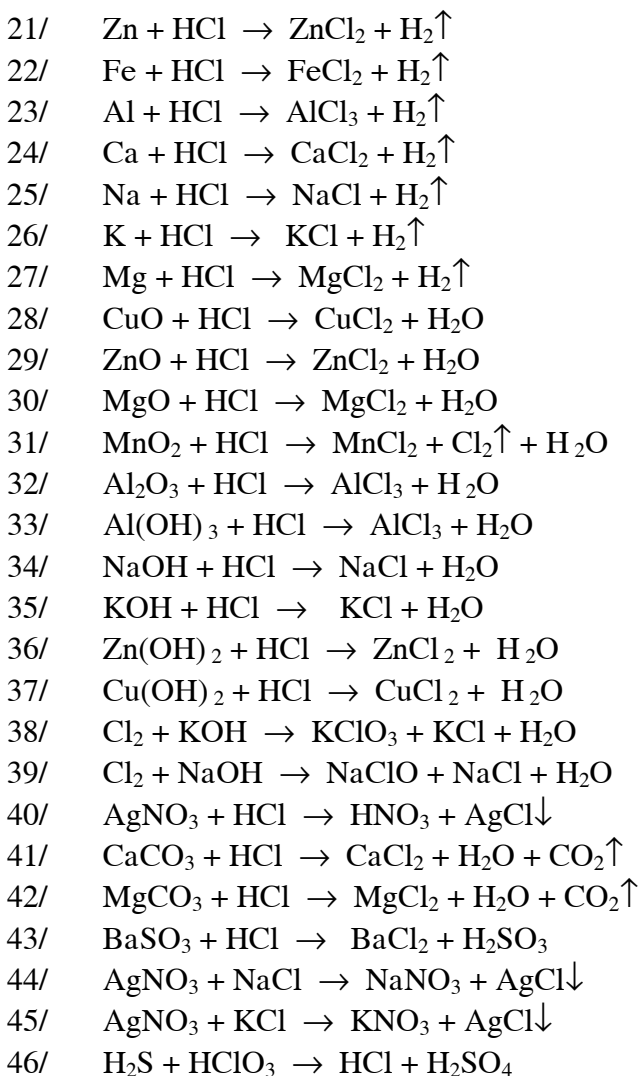 21/ Zn + HCl → ZnCl₂ + H₂↑
22/ Fe + HCl → FeCl₂ + H₂↑
23/ Al + HCl → AlCl₃ + H₂↑
24/ Ca + HCl → CaCl₂ + H₂↑
25/ Na + HCl → NaCl + H₂↑
26/ K + HCl → KCl + H₂↑
27/ Mg + HCl → MgCl₂ + H₂↑
28/ CuO + HCl → CuCl₂ + H₂O
29/ ZnO + HCl → ZnCl₂ + H₂O
30/ MgO + HCl → MgCl₂ + H₂O
31/ MnO₂ + HCl → MnCl₂ + Cl₂↑ + H₂O
32/ Al₂O₃ + HCl → AlCl₃ + H₂O
33/ Al(OH)₃ + HCl → AlCl₃ + H₂O
34/ NaOH + HCl → NaCl + H₂O
35/ KOH + HCl → KCl + H₂O
36/ Zn(OH)₂ + HCl → ZnCl₂ + H₂O
37/ Cu(OH)₂ + HCl → CuCl₂ + H₂O
38/ Cl₂ + KOH → KClO₃ + KCl + H₂O
39/ Cl₂ + NaOH → NaClO + NaCl + H₂O
40/ AgNO₃ + HCl → HNO₃ + AgCl↓
41/ CaCO₃ + HCl → CaCl₂ + H₂O + CO₂↑
42/ MgCO₃ + HCl → MgCl₂ + H₂O + CO₂↑
43/ BaSO₃ + HCl → BaCl₂ + H₂SO₃
44/ AgNO₃ + NaCl → NaNO₃ + AgCl↓
45/ AgNO₃ + KCl → KNO₃ + AgCl↓
46/ H₂S + HClO₃ → HCl + H₂SO₄